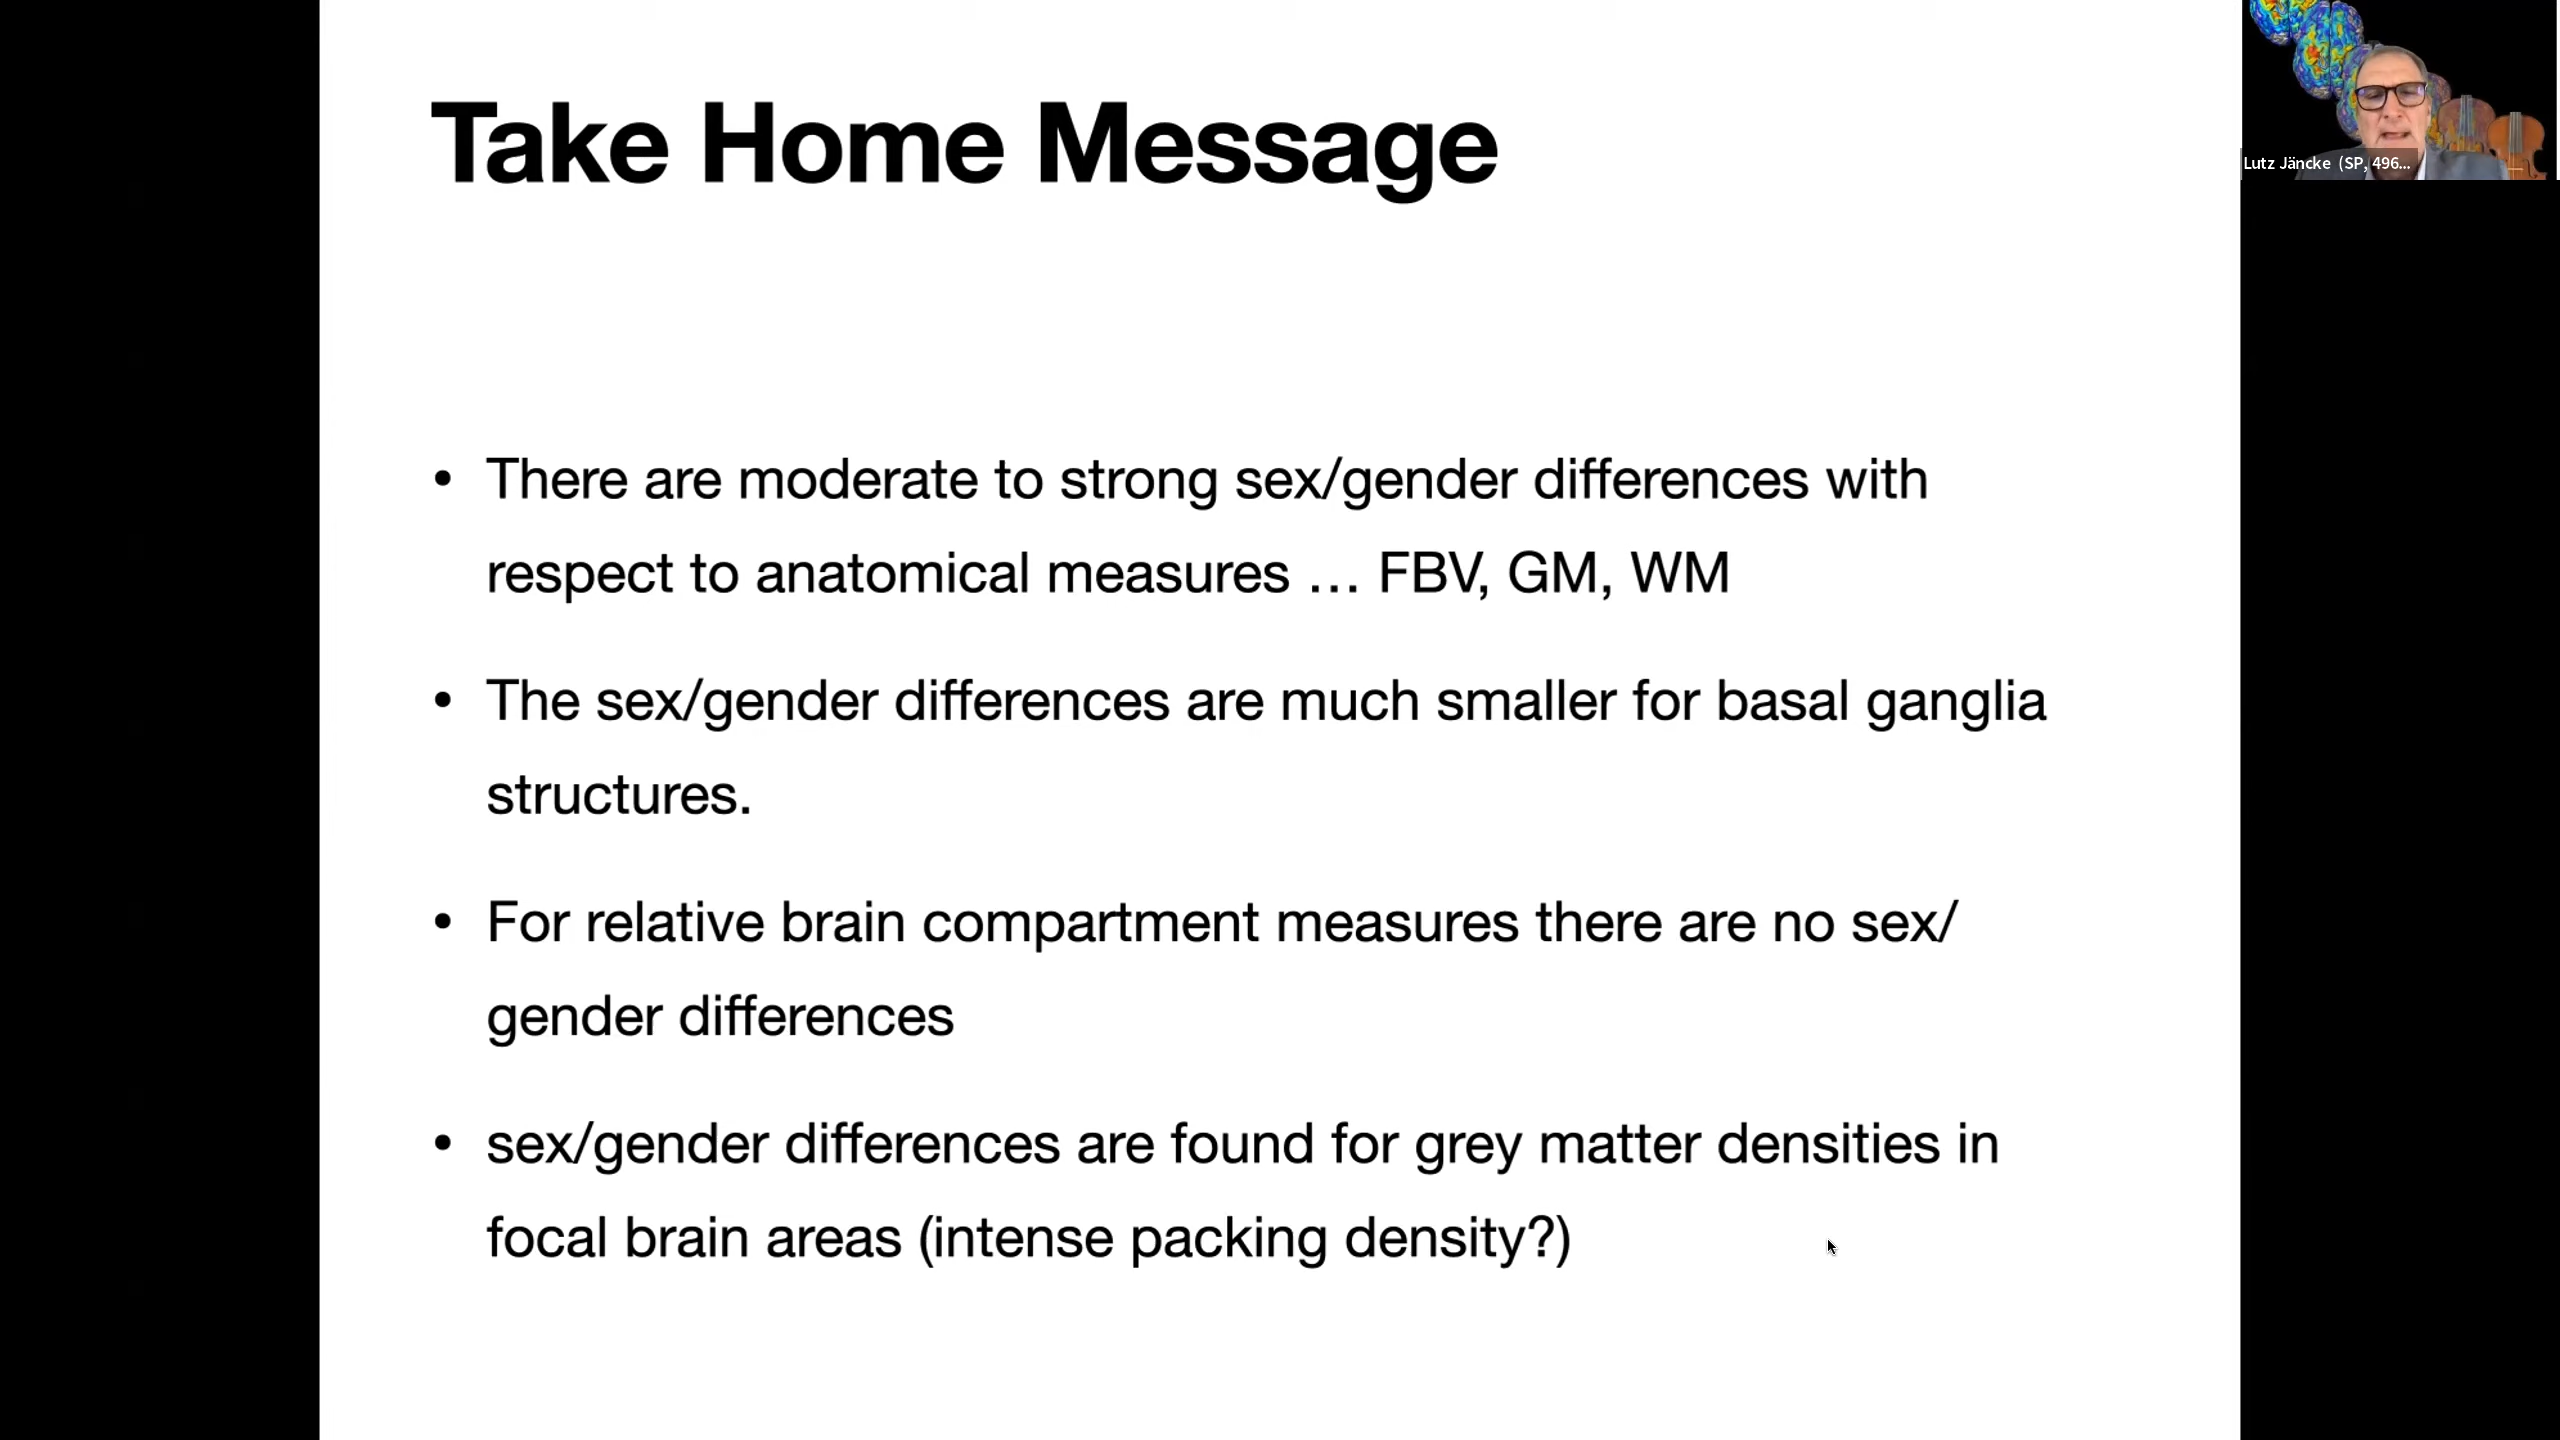 Take Home Message
Lutz Jäncke (SP, 496...
• There are moderate to strong sex/gender differences with
respect to anatomical measures … FBV, GM, WM
• The sex/gender differences are much smaller for basal ganglia
structures.
• For relative brain compartment measures there are no sex/
gender differences
• sex/gender differences are found for grey matter densities in
focal brain areas (intense packing density?)